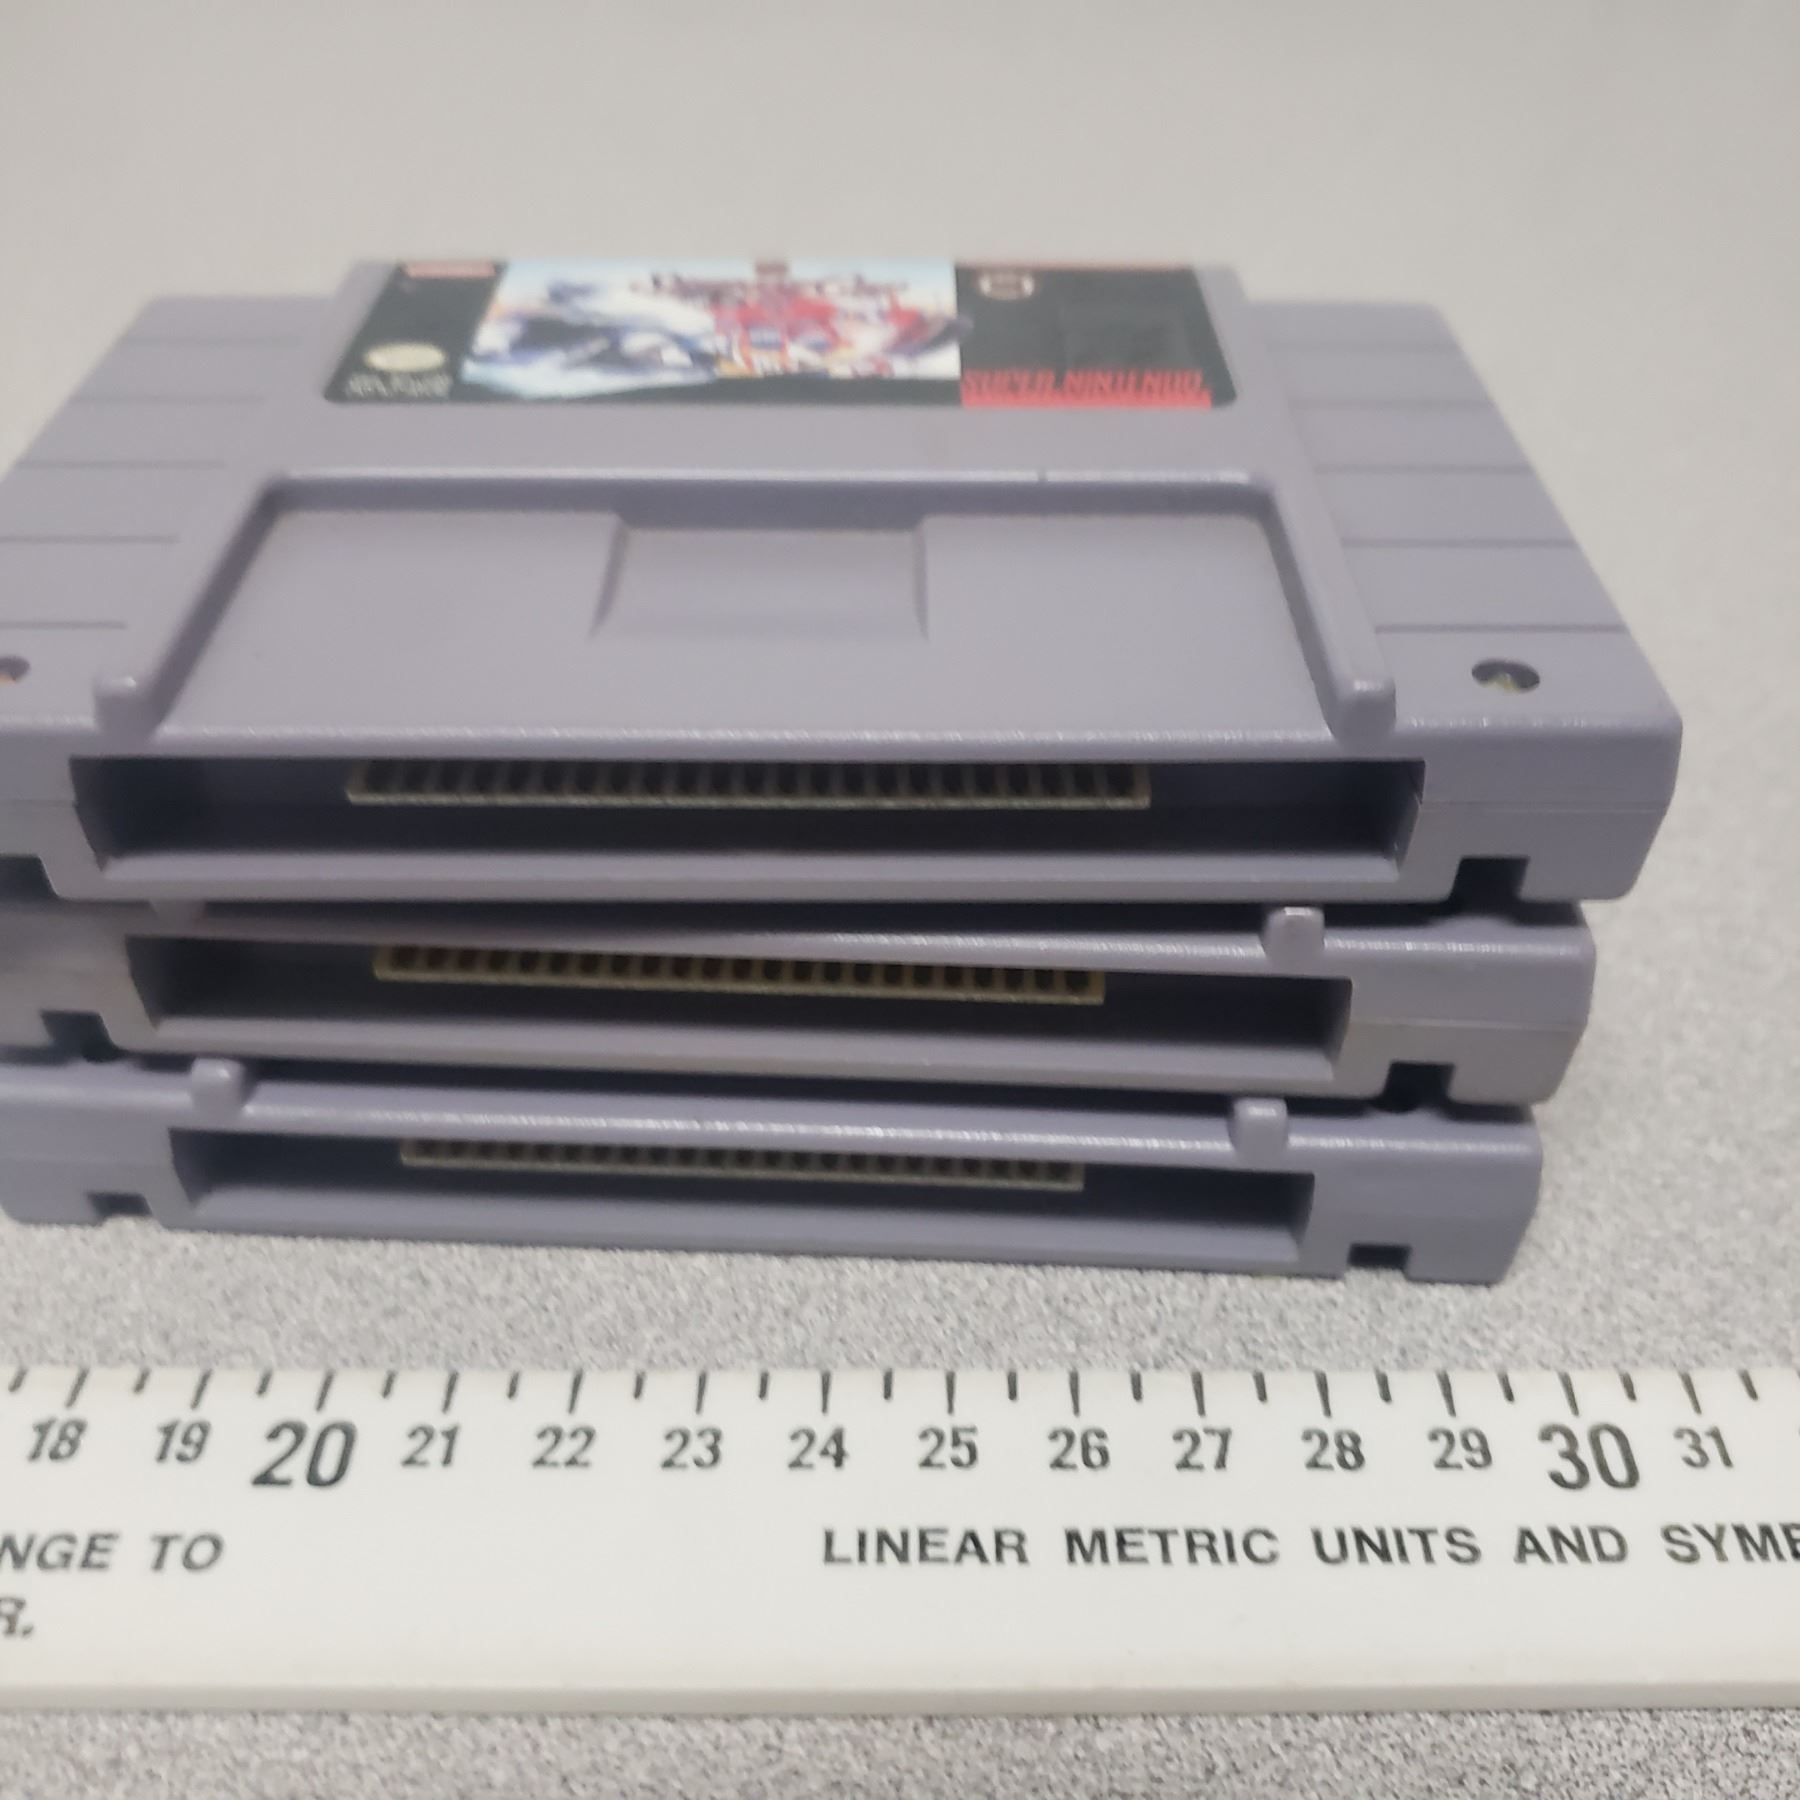 SUPER NINTENDO
18 19 20 21 22 23 24 25 26 27 28 29 30 31
NGE TO
LINEAR METRIC UNITS AND SYMB
R.